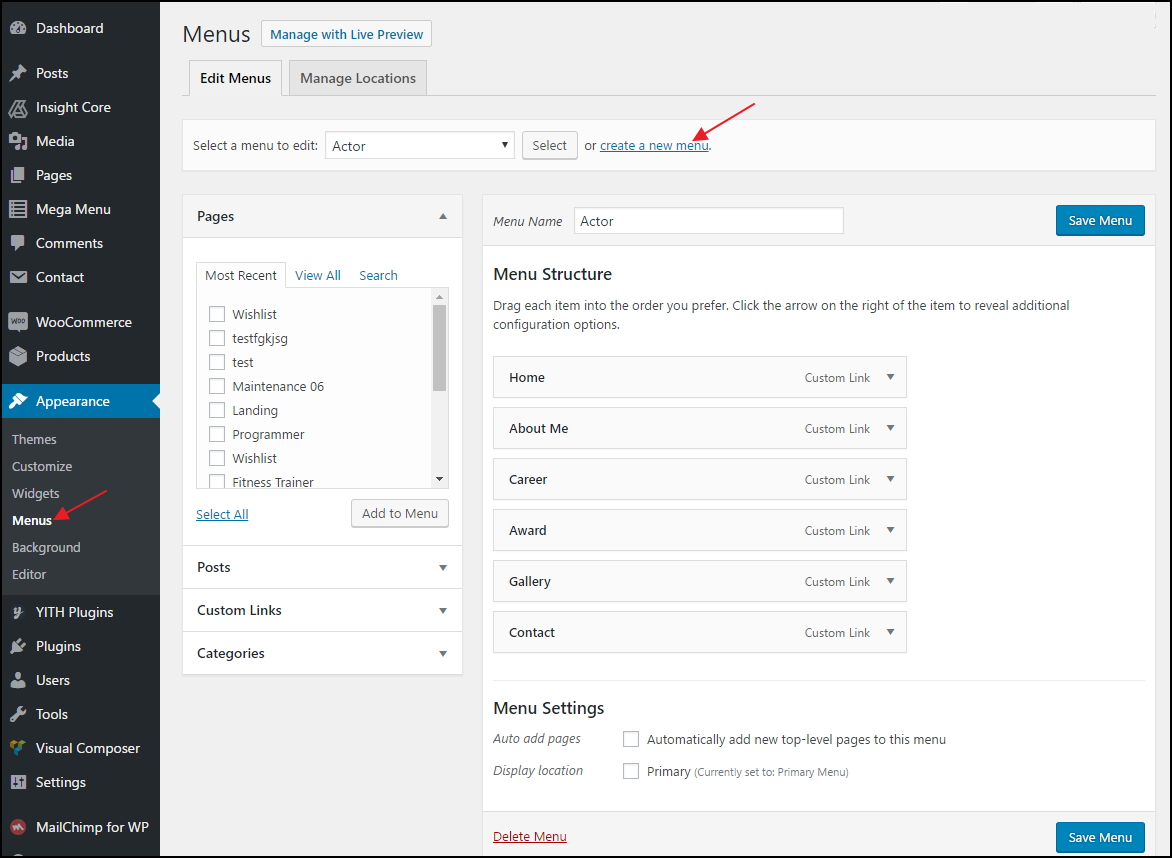 Dashboard
Posts
Insight Core
Media
Pages
Mega Menu
Comments
Contact
WooCommerce
Products
Appearance
Themes
Customize
Widgets
Menus
Background
Editor
YITH Plugins
Plugins
Users
Tools
Visual Composer
Settings
MailChimp for WP
Menus Manage with Live Preview
Edit Menus Manage Locations
Select a menu to edit: Actor Select or create a new menu.
Pages
Most Recent View All Search
Wishlist
testfgkjsg
test
Maintenance 06
Landing
Programmer
Wishlist
Fitness Trainer
Select All Add to Menu
Posts
Custom Links
Categories
Menu Name Actor Save Menu
Menu Structure
Drag each item into the order you prefer. Click the arrow on the right of the item to reveal additional
configuration options.
Home Custom Link
About Me Custom Link
Career Custom Link
Award Custom Link
Gallery Custom Link
Contact Custom Link
Menu Settings
Auto add pages Automatically add new top-level pages to this menu
Display location Primary (Currently set to: Primary Menu)
Delete Menu Save Menu